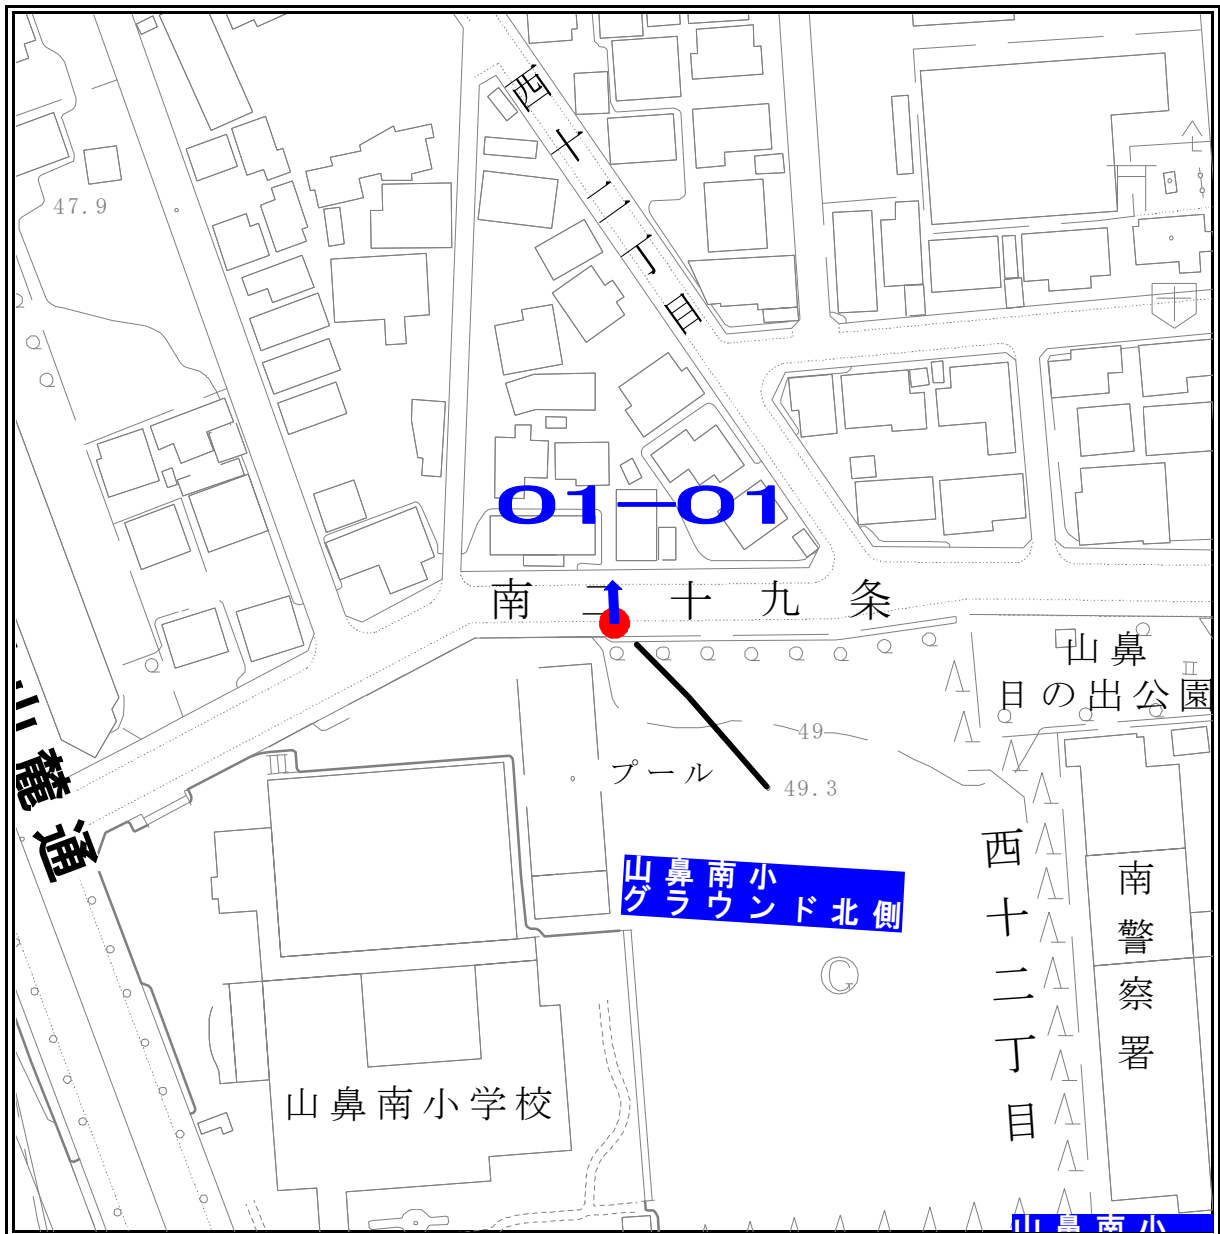 西十二丁目
47.9
01－01
南二十九条
山鼻
日の出公園
山麓通
49
プール
49.3
山鼻南小
グラウンド北側
西十二丁目
南警察署
G
山鼻南小学校
山鼻南小